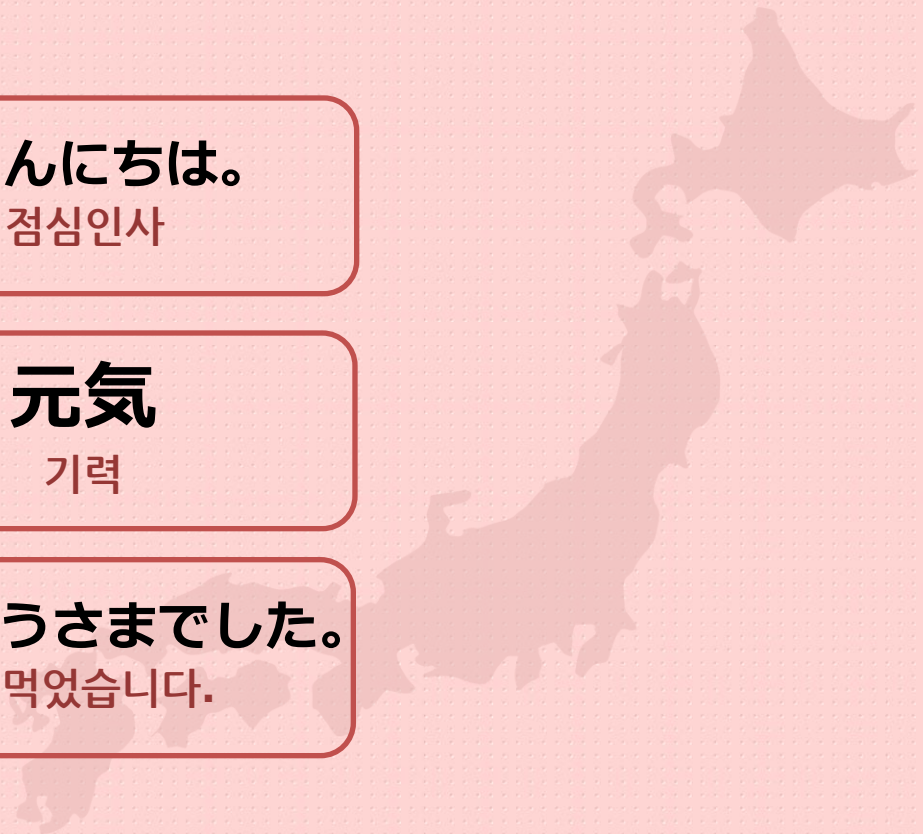 んにちは。
점심인사
元気
기력
うさまでした。
먹었습니다.